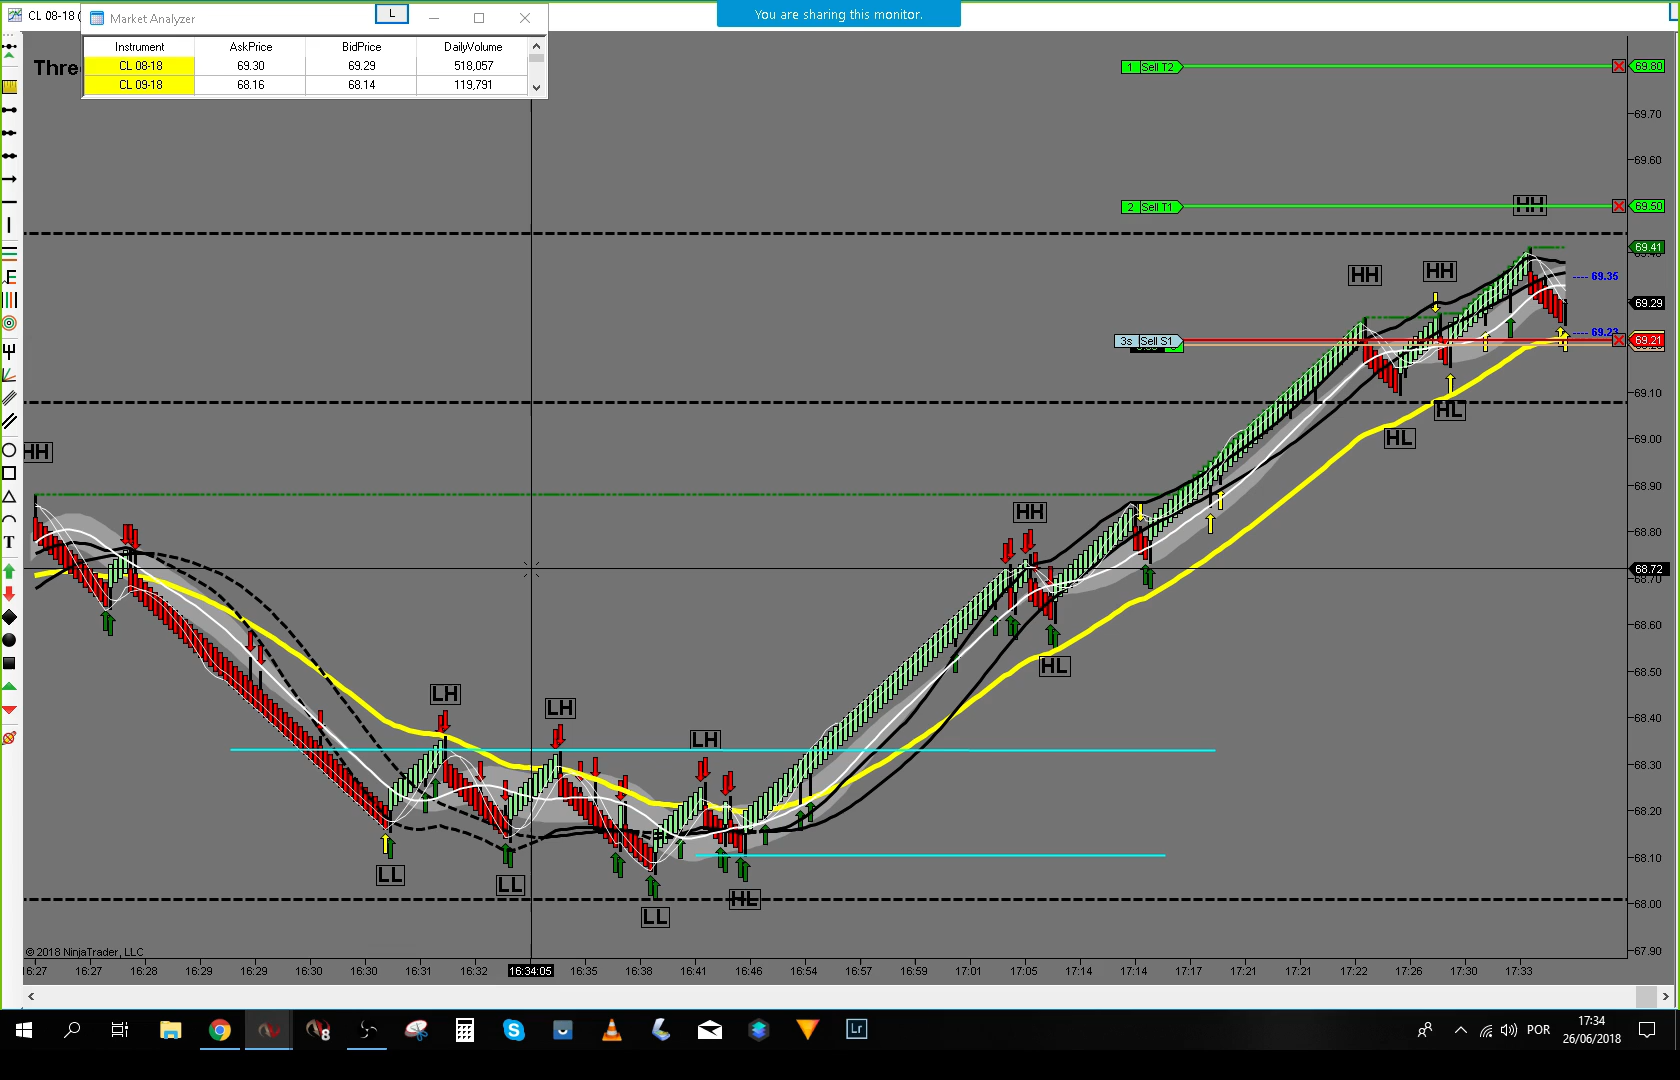 CL 08-18 (
Market Analyzer
L
You are sharing this monitor.
Instrument AskPrice BidPrice DailyVolume
CL 08-18 69.30 69.29 518,057
CL 09-18 68.16 68.14 119,791
Thre
1 Sell T2
69.80
69.70
69.60
2 Sell T1
69.50
HH
69.41
HH
HH
69.35
69.29
69.23
3s Sell S1
69.21
69.10
HL
HL
69.00
HH
68.90
HH
68.80
68.72
68.70
68.60
HL
68.50
LH
LH
68.40
LH
68.30
68.20
68.10
LL
LL
HL
LL
68.00
67.90
© 2018 NinjaTrader, LLC
16:27 16:27 16:28 16:29 16:29 16:30 16:30 16:31 16:32 16:34:05 16:35 16:38 16:41 16:46 16:54 16:57 16:59 17:01 17:05 17:14 17:14 17:17 17:21 17:21 17:22 17:26 17:30 17:33
8
Lr
POR
17:34
26/06/2018